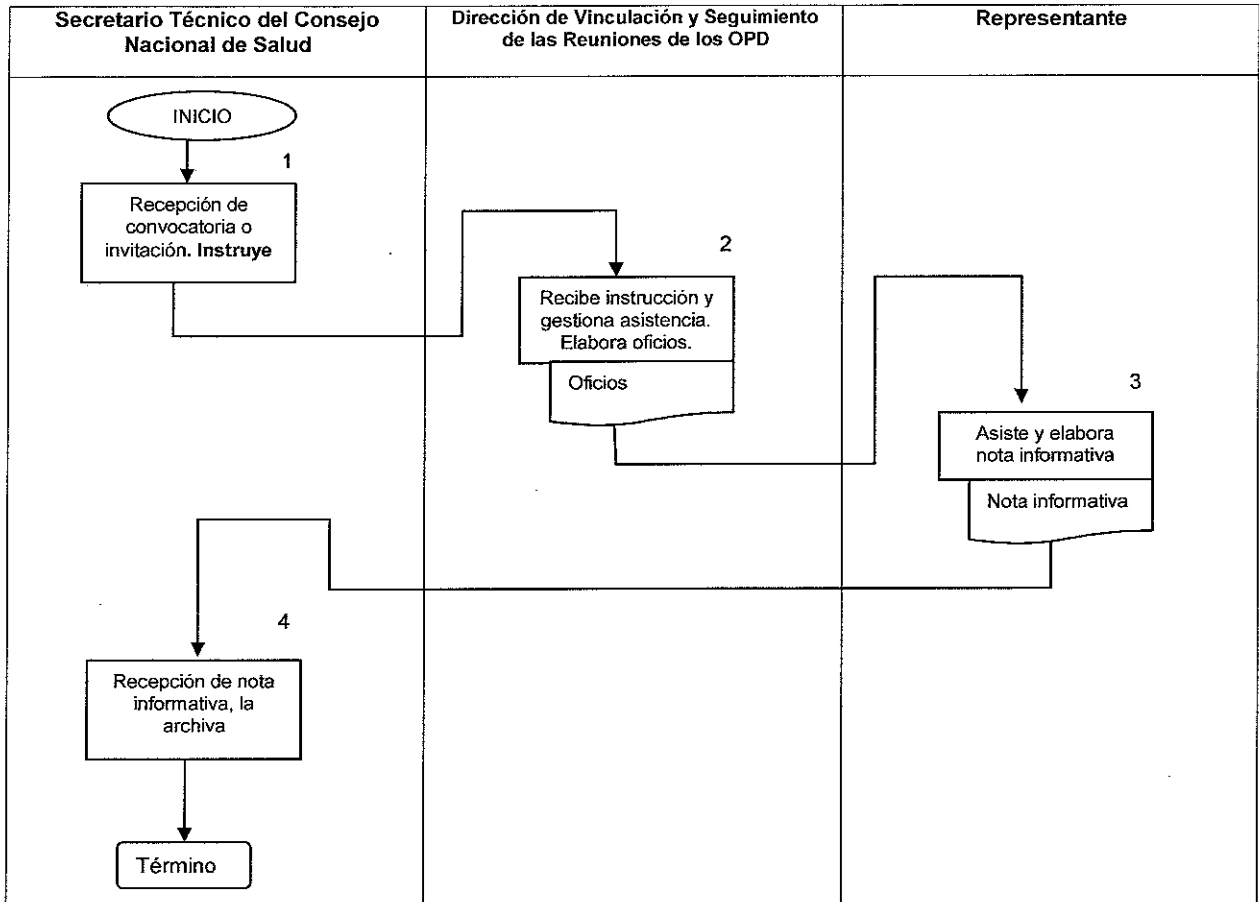 Secretario Técnico del Consejo
Nacional de Salud
Dirección de Vinculación y Seguimiento
de las Reuniones de los OPD
Representante
INICIO
1
Recepción de
convocatoria o
invitación. Instruye
2
Recibe instrucción y
gestiona asistencia.
Elabora oficios.
Oficios
3
Asiste y elabora
nota informativa
Nota informativa
4
Recepción de nota
informativa, la
archiva
Término